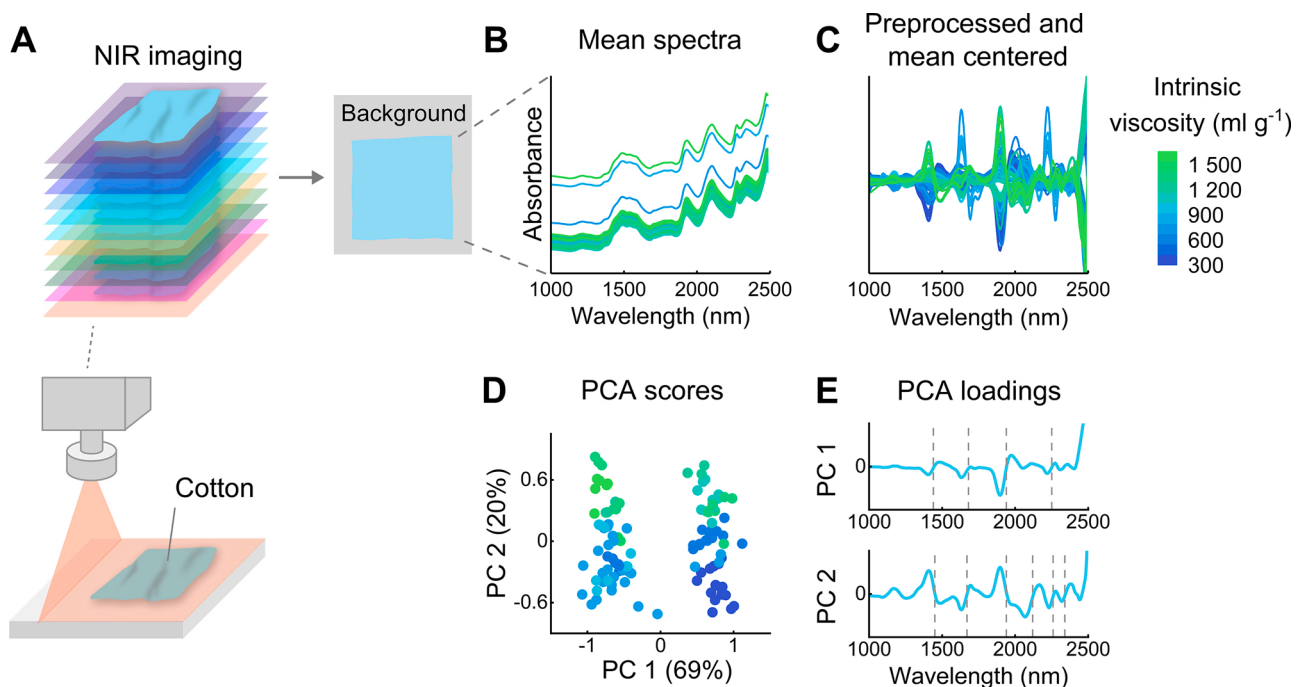 A
NIR imaging
Background
Cotton
B
Mean spectra
Absorbance
1000 1500 2000 2500
Wavelength (nm)
C
Preprocessed and
mean centered
1000 1500 2000 2500
Wavelength (nm)
Intrinsic
viscosity (ml g-1)
1 500
1 200
900
600
300
D
PCA scores
PC 2 (20%)
0.6
0
-0.6
-1 0 1
PC 1 (69%)
E
PCA loadings
PC 1
0
1000 1500 2000 2500
PC 2
0
1000 1500 2000 2500
Wavelength (nm)